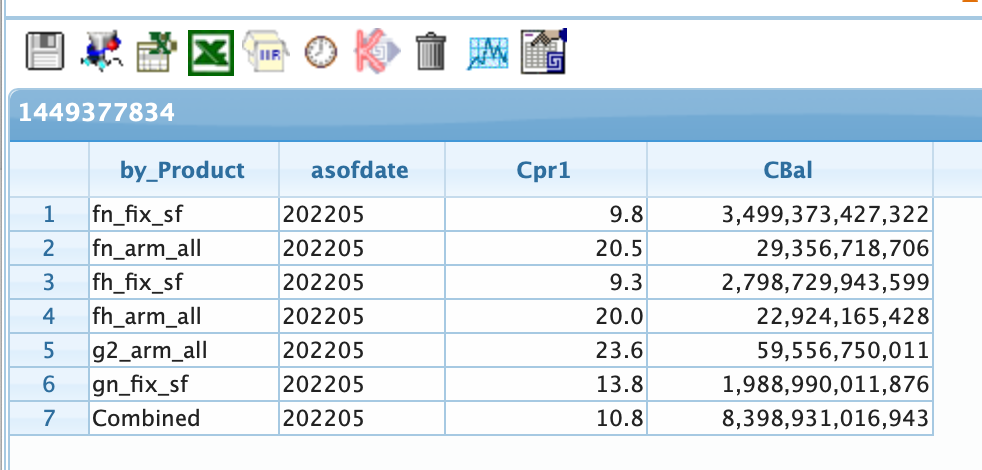 1449377834
by_Product asofdate Cpr1 CBal
1 fn_fix_sf 202205 9.8 3,499,373,427,322
2 fn_arm_all 202205 20.5 29,356,718,706
3 fh_fix_sf 202205 9.3 2,798,729,943,599
4 fh_arm_all 202205 20.0 22,924,165,428
5 g2_arm_all 202205 23.6 59,556,750,011
6 gn_fix_sf 202205 13.8 1,988,990,011,876
7 Combined 202205 10.8 8,398,931,016,943